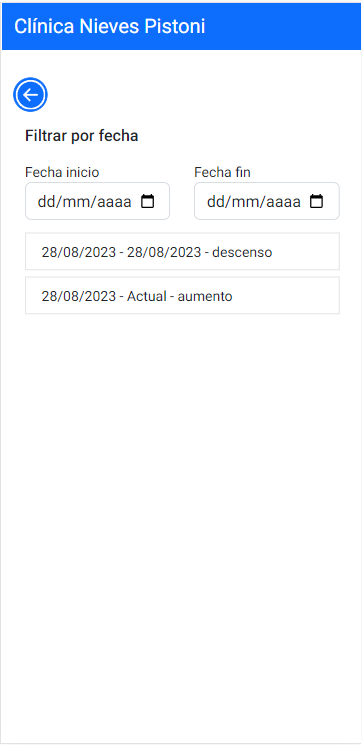 Clínica Nieves Pistoni
Filtrar por fecha
Fecha inicio Fecha fin
dd/mm/aaaa dd/mm/aaaa
28/08/2023 - 28/08/2023 - descenso
28/08/2023 - Actual - aumento